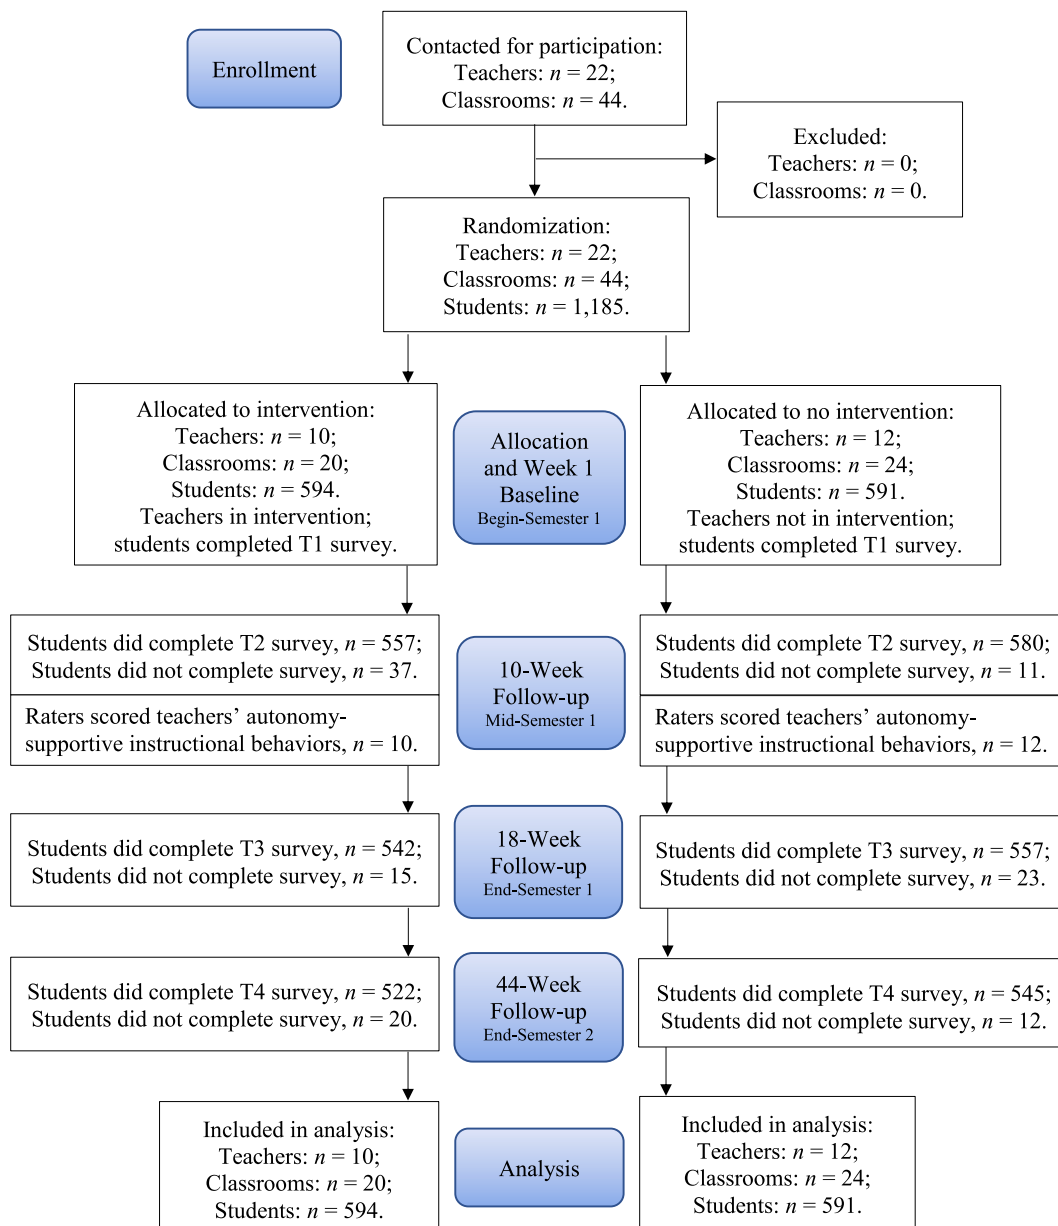 Enrollment
Contacted for participation:
Teachers: n = 22;
Classrooms: n = 44.
Excluded:
Teachers: n = 0;
Classrooms: n = 0.
Randomization:
Teachers: n = 22;
Classrooms: n = 44;
Students: n = 1,185.
Allocated to intervention:
Teachers: n = 10;
Classrooms: n = 20;
Students: n = 594.
Teachers in intervention;
students completed T1 survey.
Allocation
and Week 1
Baseline
Begin-Semester 1
Allocated to no intervention:
Teachers: n = 12;
Classrooms: n = 24;
Students: n = 591.
Teachers not in intervention;
students completed T1 survey.
Students did complete T2 survey, n = 557;
Students did not complete survey, n = 37.
Raters scored teachers’ autonomy-
supportive instructional behaviors, n = 10.
10-Week
Follow-up
Mid-Semester 1
Students did complete T2 survey, n = 580;
Students did not complete survey, n = 11.
Raters scored teachers’ autonomy-
supportive instructional behaviors, n = 12.
Students did complete T3 survey, n = 542;
Students did not complete survey, n = 15.
18-Week
Follow-up
End-Semester 1
Students did complete T3 survey, n = 557;
Students did not complete survey, n = 23.
Students did complete T4 survey, n = 522;
Students did not complete survey, n = 20.
44-Week
Follow-up
End-Semester 2
Students did complete T4 survey, n = 545;
Students did not complete survey, n = 12.
Included in analysis:
Teachers: n = 10;
Classrooms: n = 20;
Students: n = 594.
Analysis
Included in analysis:
Teachers: n = 12;
Classrooms: n = 24;
Students: n = 591.